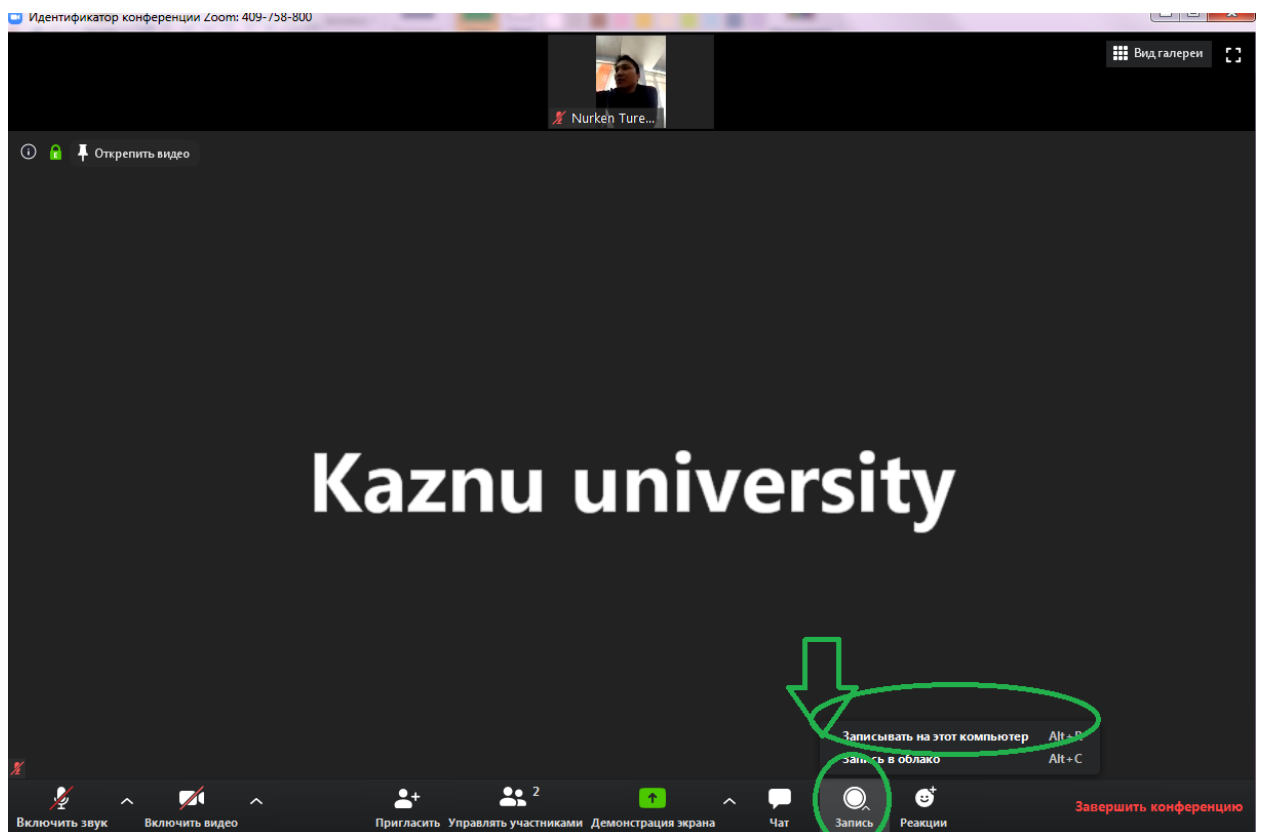 Идентификатор конференции Zoom: 409-758-800
Вид галереи
Nurken Ture...
Открепить видео
Kaznu university
Записывать на этот компьютер Alt+R
Запись в облако Alt+C
2
Включить звук Включить видео Пригласить Управлять участниками Демонстрация экрана Чат Запись Реакции Завершить конференцию